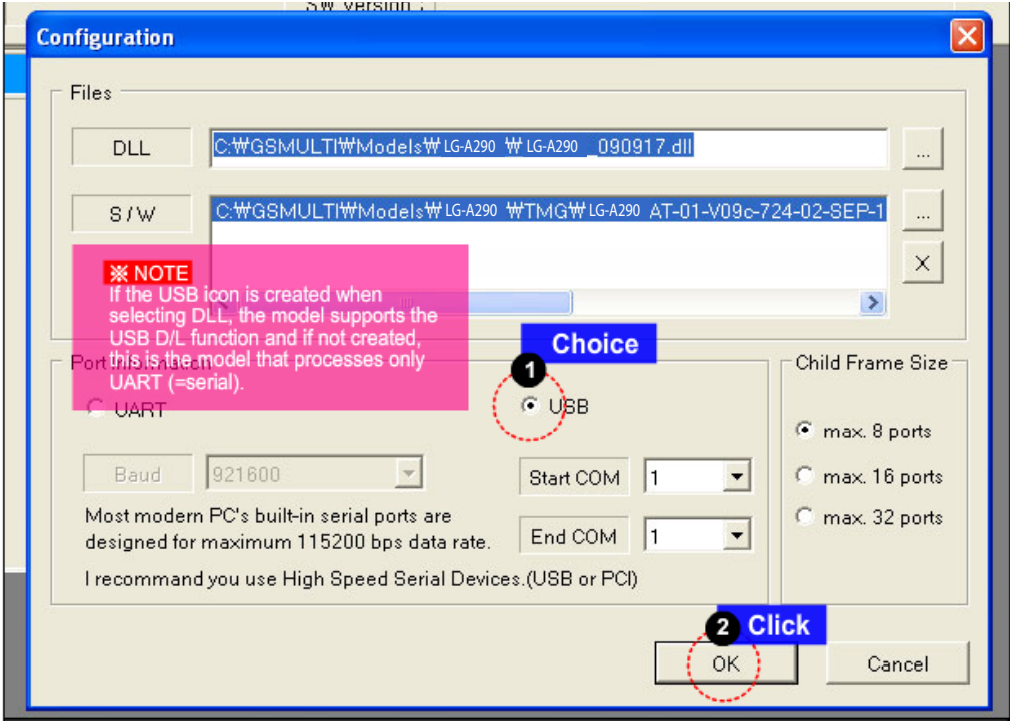 SW Version :
Configuration
Files
DLL
C:₩GSMULTI₩Models₩LG-A290 ₩LG-A290 _090917.dll
...
S/W
C:₩GSMULTI₩Models₩LG-A290 ₩TMG₩LG-A290 AT-01-V09c-724-02-SEP-1
...
X
※ NOTE
If the USB icon is created when
selecting DLL, the model supports the
USB D/L function and if not created,
this is the model that processes only
UART (=serial).
Choice
1
Port Information
UART
USB
Child Frame Size
max. 8 ports
max. 16 ports
max. 32 ports
Baud
921600
Start COM
1
End COM
1
Most modern PC's built-in serial ports are
designed for maximum 115200 bps data rate.
I recommand you use High Speed Serial Devices.(USB or PCI)
2
Click
OK
Cancel